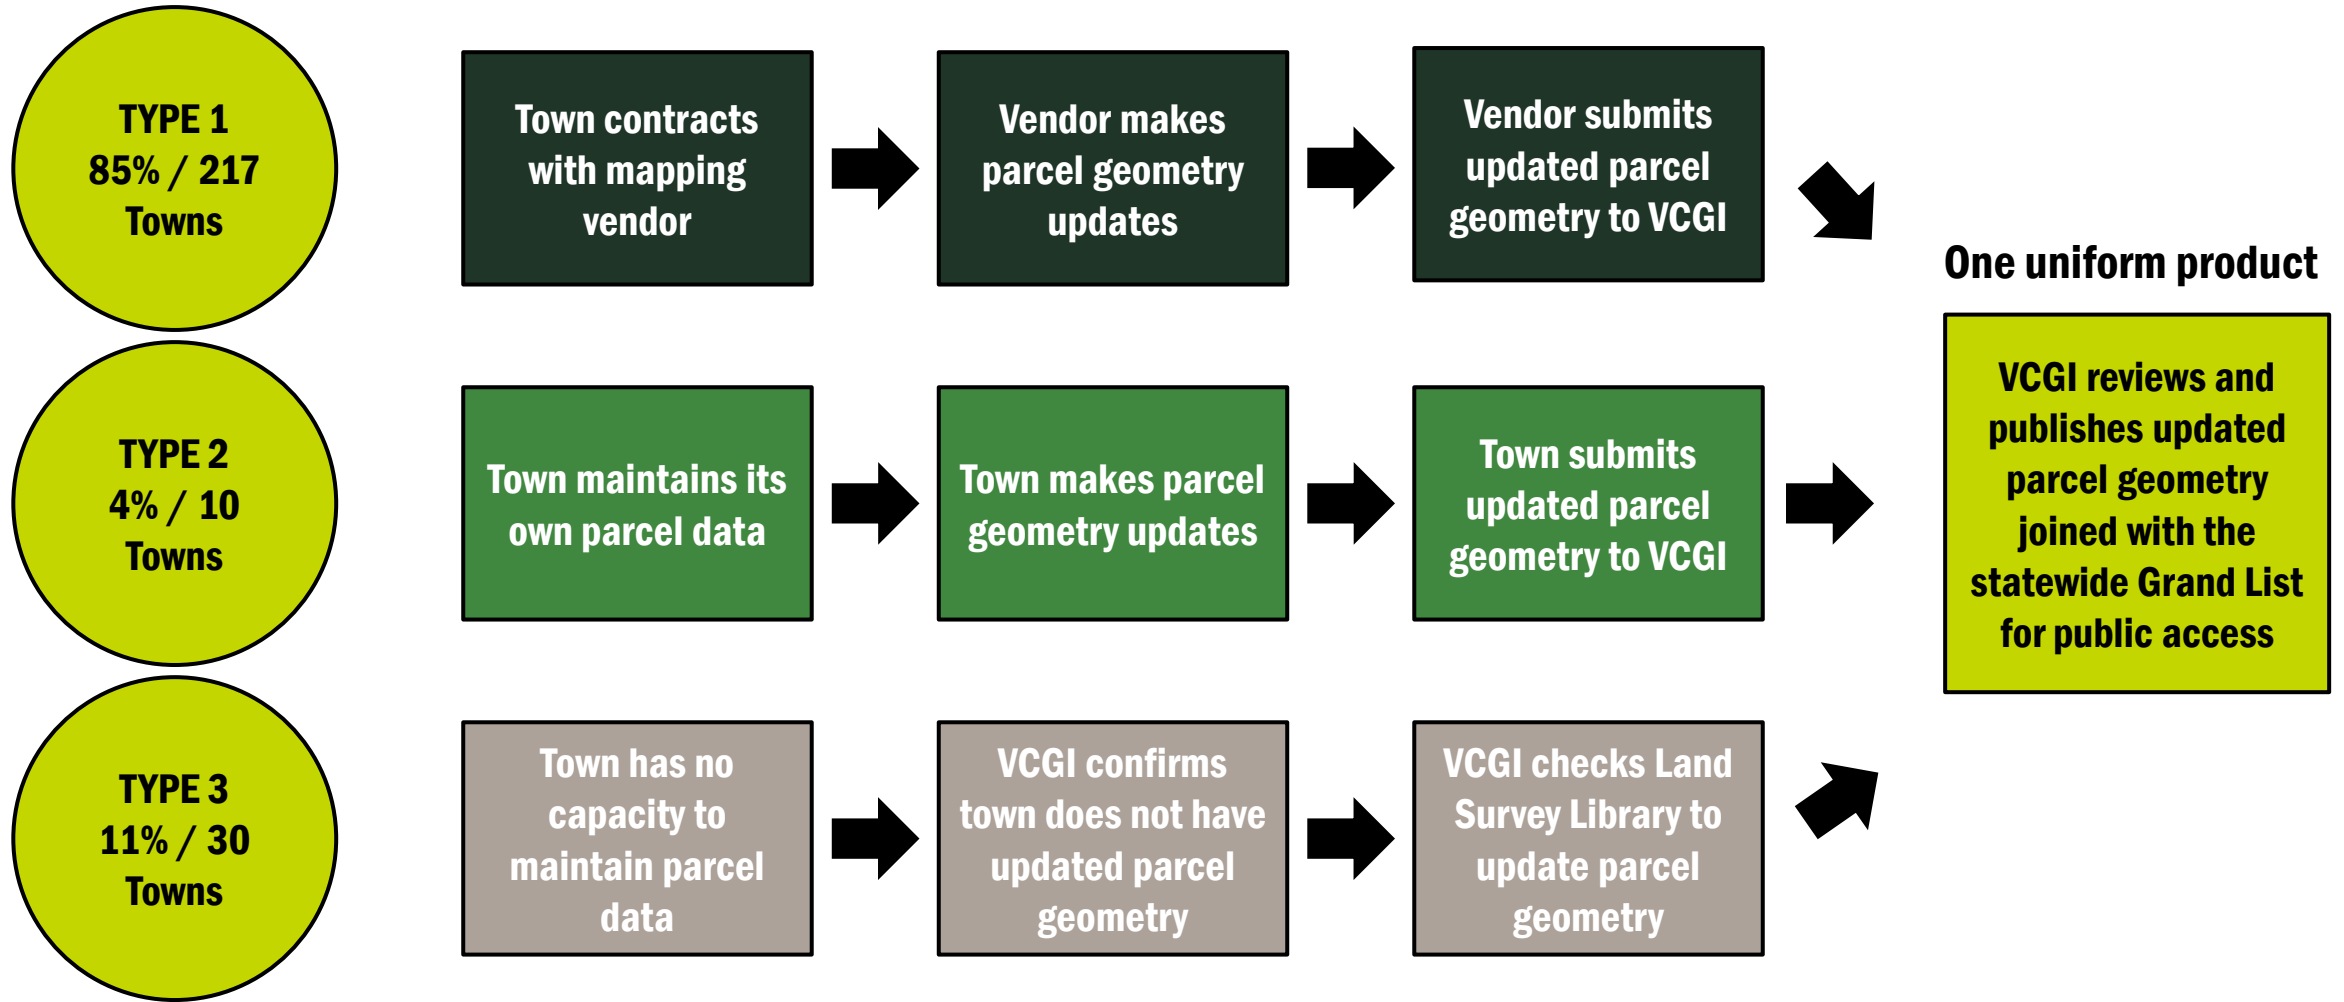 TYPE 1
85% / 217
Towns
Town contracts
with mapping
vendor
Vendor makes
parcel geometry
updates
Vendor submits
updated parcel
geometry to VCGI
TYPE 2
4% / 10
Towns
Town maintains its
own parcel data
Town makes parcel
geometry updates
Town submits
updated parcel
geometry to VCGI
TYPE 3
11% / 30
Towns
Town has no
capacity to
maintain parcel
data
VCGI confirms
town does not have
updated parcel
geometry
VCGI checks Land
Survey Library to
update parcel
geometry
One uniform product
VCGI reviews and
publishes updated
parcel geometry
joined with the
statewide Grand List
for public access